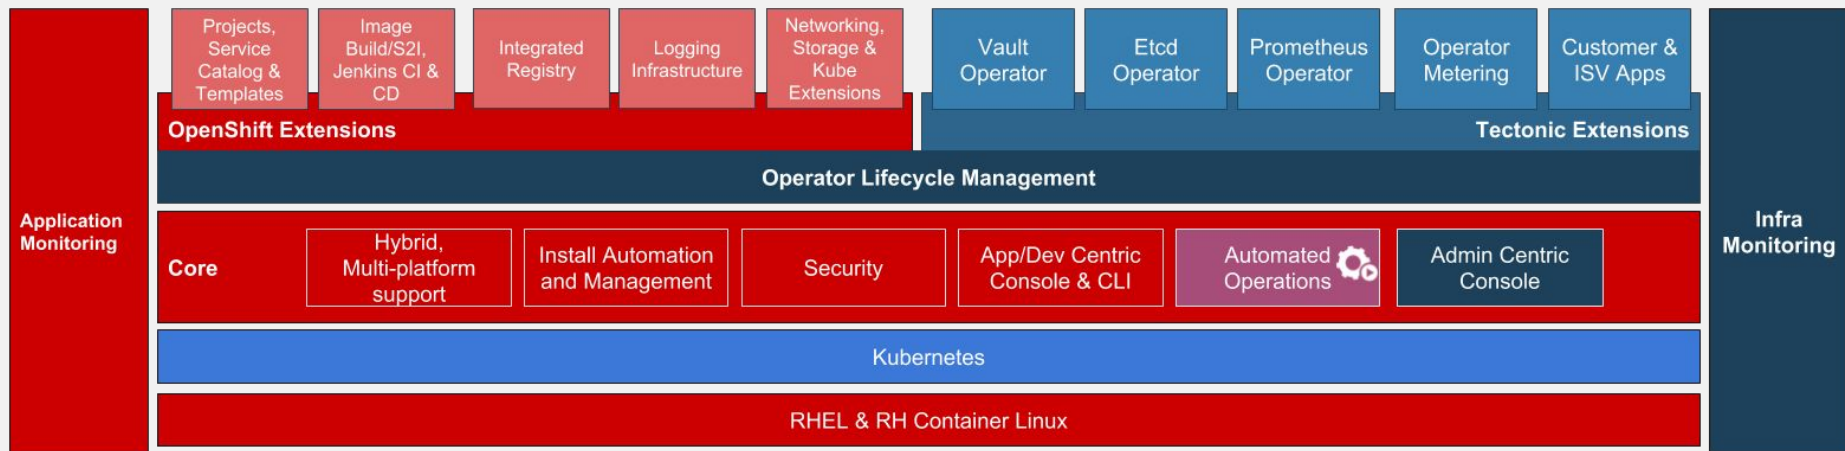 Projects,
Service
Catalog &
Templates
Image
Build/S2I,
Jenkins CI &
CD
Integrated
Registry
Logging
Infrastructure
Networking,
Storage &
Kube
Extensions
Vault
Operator
Etcd
Operator
Prometheus
Operator
Operator
Metering
Customer &
ISV Apps
OpenShift Extensions
Tectonic Extensions
Operator Lifecycle Management
Application
Monitoring
Infra
Monitoring
Core
Hybrid,
Multi-platform
support
Install Automation
and Management
Security
App/Dev Centric
Console & CLI
Automated
Operations
Admin Centric
Console
Kubernetes
RHEL & RH Container Linux